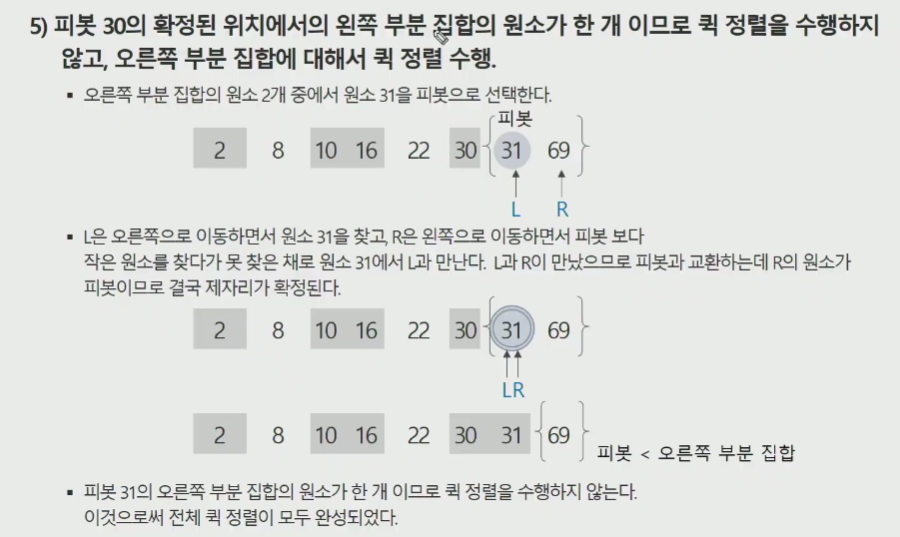 5) 피봇 30의 확정된 위치에서의 왼쪽 부분 집합의 원소가 한 개 이므로 퀵 정렬을 수행하지
않고, 오른쪽 부분 집합에 대해서 퀵 정렬 수행.
▪ 오른쪽 부분 집합의 원소 2개 중에서 원소 31을 피봇으로 선택한다.
피봇
2 8 10 16 22 30 { 31 69 }
L R
▪ L은 오른쪽으로 이동하면서 원소 31을 찾고, R은 왼쪽으로 이동하면서 피봇 보다
작은 원소를 찾다가 못 찾은 채로 원소 31에서 L과 만난다. L과 R이 만났으므로 피봇과 교환하는데 R의 원소가
피봇이므로 결국 제자리가 확정된다.
2 8 10 16 22 30 { 31 69 }
LR
2 8 10 16 22 30 31 { 69 }
피봇 < 오른쪽 부분 집합
▪ 피봇 31의 오른쪽 부분 집합의 원소가 한 개 이므로 퀵 정렬을 수행하지 않는다.
이것으로써 전체 퀵 정렬이 모두 완성되었다.